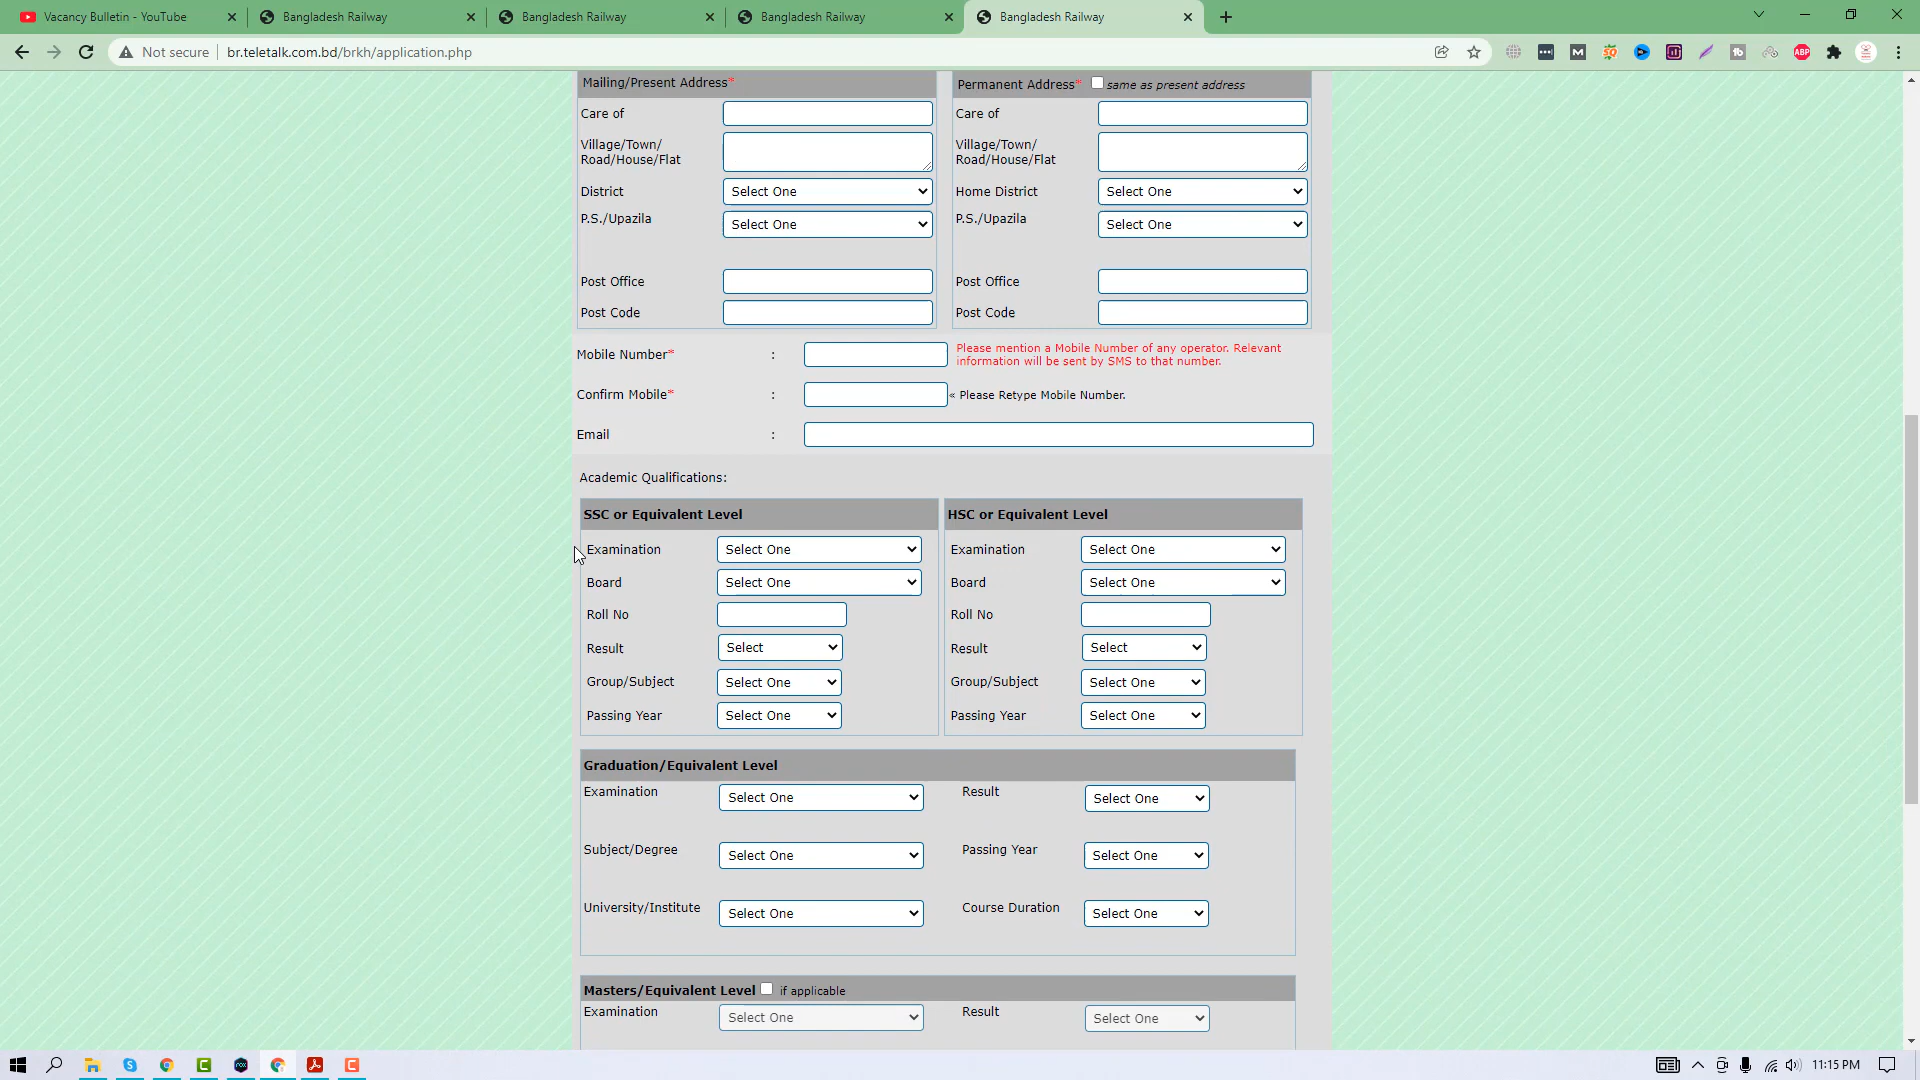 Vacancy Bulletin - YouTube
Bangladesh Railway
Bangladesh Railway
Bangladesh Railway
Bangladesh Railway
Not secure
br.teletalk.com.bd/brkh/application.php
Mailing/Present Address*
Permanent Address* same as present address
Care of
Care of
Village/Town/
Road/House/Flat
Village/Town/
Road/House/Flat
District Select One
Home District Select One
P.S./Upazila Select One
P.S./Upazila Select One
Post Office
Post Office
Post Code
Post Code
Mobile Number* :
Please mention a Mobile Number of any operator. Relevant
information will be sent by SMS to that number.
Confirm Mobile* : « Please Retype Mobile Number.
Email :
Academic Qualifications:
SSC or Equivalent Level
Examination Select One
Board Select One
Roll No
Result Select
Group/Subject Select One
Passing Year Select One
HSC or Equivalent Level
Examination Select One
Board Select One
Roll No
Result Select
Group/Subject Select One
Passing Year Select One
Graduation/Equivalent Level
Examination Select One Result Select One
Subject/Degree Select One Passing Year Select One
University/Institute Select One Course Duration Select One
Masters/Equivalent Level if applicable
Examination Select One Result Select One
11:15 PM